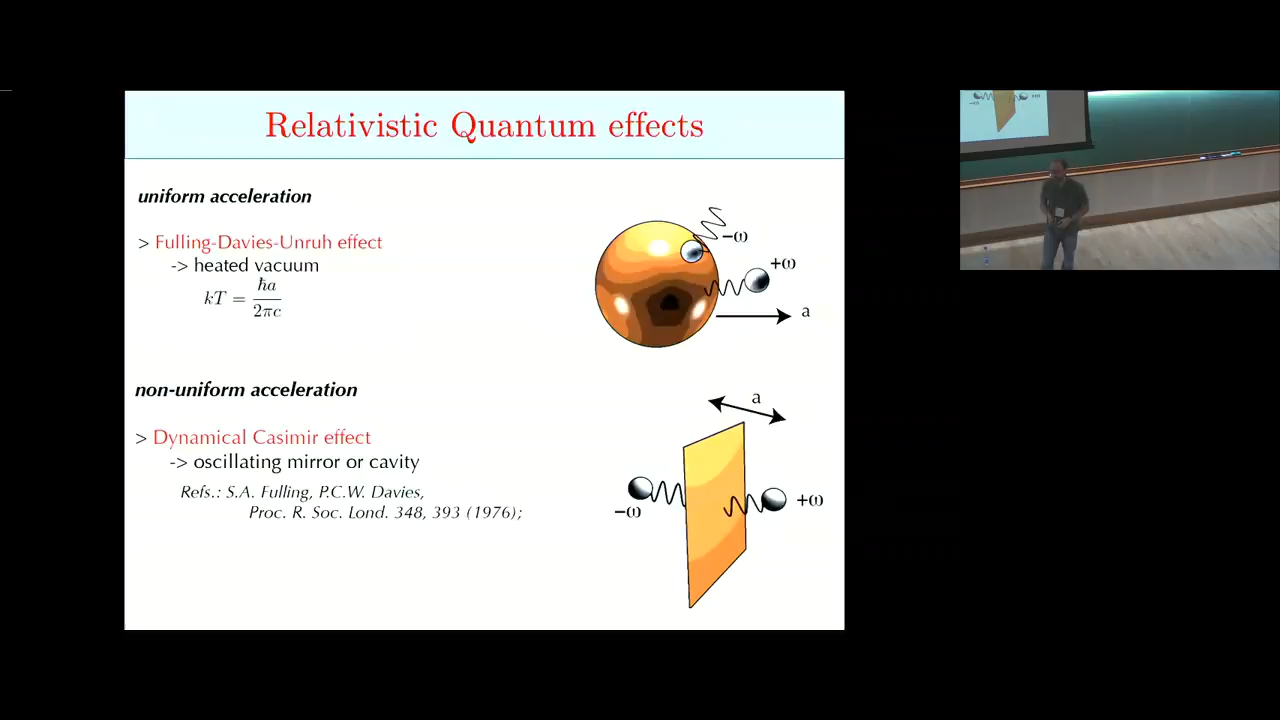 Relativistic Quantum effects
uniform acceleration
> Fulling-Davies-Unruh effect
-> heated vacuum
kT = ħa / 2πc
−ω
+ω
a
non-uniform acceleration
> Dynamical Casimir effect
-> oscillating mirror or cavity
Refs.: S.A. Fulling, P.C.W. Davies,
Proc. R. Soc. Lond. 348, 393 (1976);
a
−ω
+ω